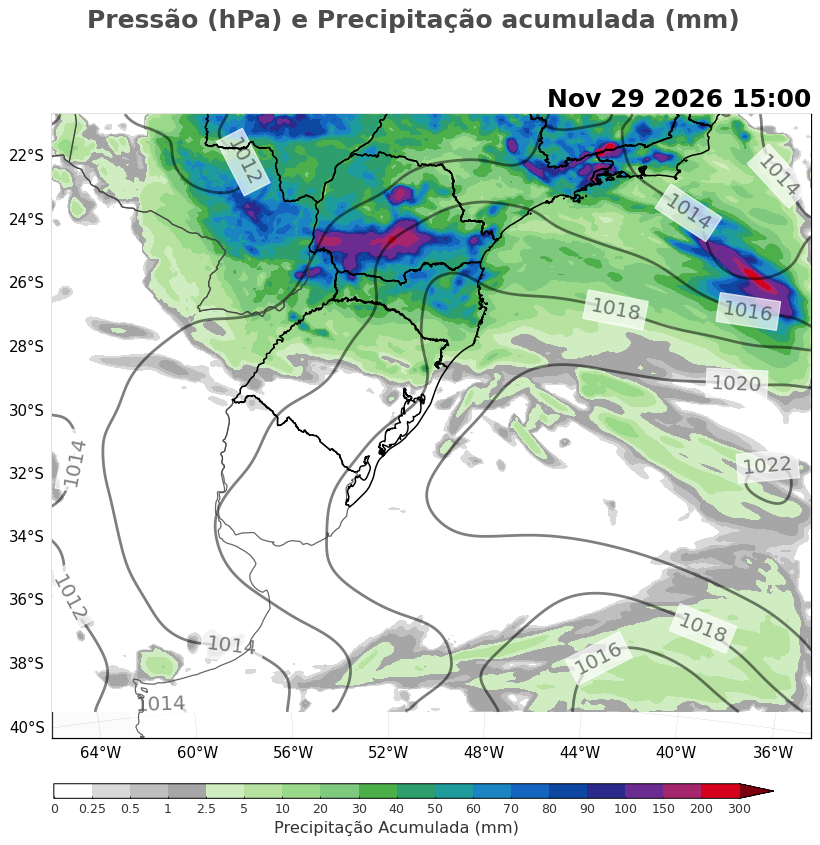 Pressão (hPa) e Precipitação acumulada (mm)
Nov 29 2026 15:00
22°S
24°S
26°S
28°S
30°S
32°S
34°S
36°S
38°S
40°S
1012
1014
1014
1016
1018
1020
1022
1014
1012
1014
1014
1018
1016
64°W 60°W 56°W 52°W 48°W 44°W 40°W 36°W
0 0.25 0.5 1 2.5 5 10 20 30 40 50 60 70 80 90 100 150 200 300
Precipitação Acumulada (mm)